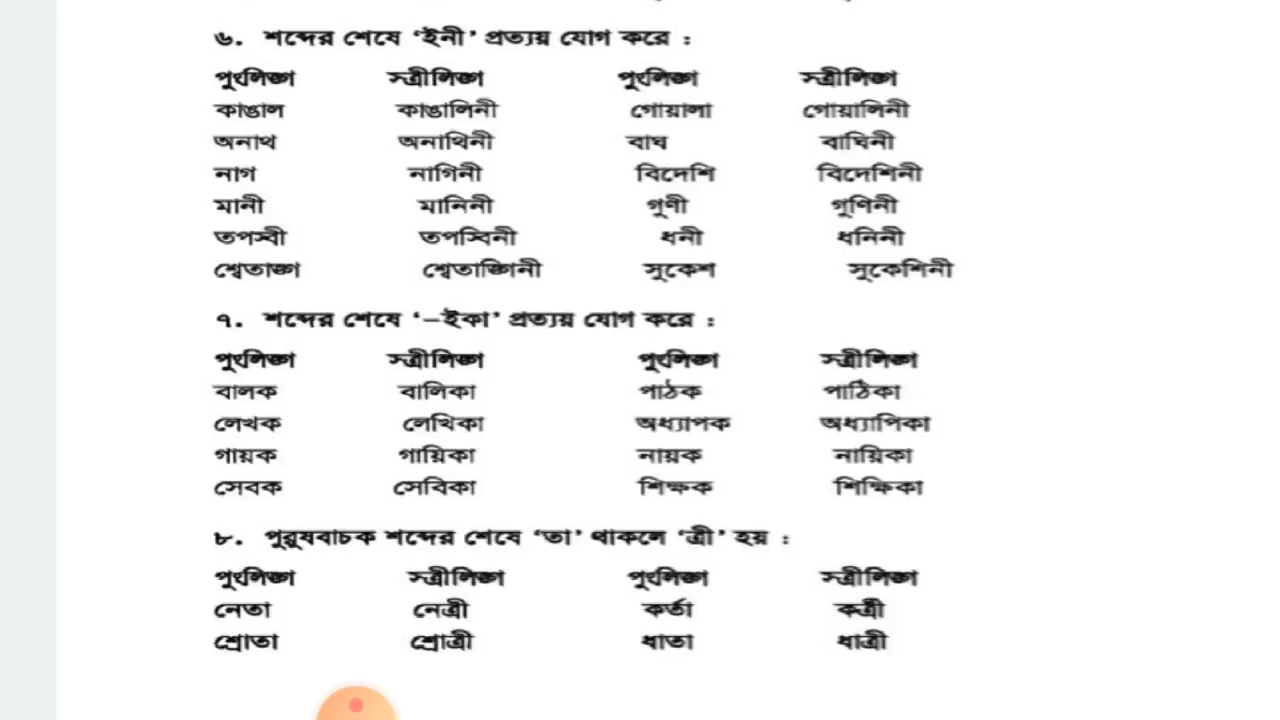 ৬. শব্দের শেষে ‘ইনী’ প্রত্যয় যোগ করে :
পুংলিঙ্গ স্ত্রীলিঙ্গ পুংলিঙ্গ স্ত্রীলিঙ্গ
কাঙাল কাঙালিনী গোয়ালা গোয়ালিনী
অনাথ অনাথিনী বাঘ বাঘিনী
নাগ নাগিনী বিদেশি বিদেশিনী
মানী মানিনী গুণী গুণিনী
তপস্বী তপস্বিনী ধনী ধনিনী
শ্বেতাঙ্গ শ্বেতাঙ্গিনী সুকেশ সুকেশিনী
৭. শব্দের শেষে ‘–ইকা’ প্রত্যয় যোগ করে :
পুংলিঙ্গ স্ত্রীলিঙ্গ পুংলিঙ্গ স্ত্রীলিঙ্গ
বালক বালিকা পাঠক পাঠিকা
লেখক লেখিকা অধ্যাপক অধ্যাপিকা
গায়ক গায়িকা নায়ক নায়িকা
সেবক সেবিকা শিক্ষক শিক্ষিকা
৮. পুরুষবাচক শব্দের শেষে ‘তা’ থাকলে ‘ত্রী’ হয় :
পুংলিঙ্গ স্ত্রীলিঙ্গ পুংলিঙ্গ স্ত্রীলিঙ্গ
নেতা নেত্রী কর্তা কর্ত্রী
শ্রোতা শ্রোত্রী ধাতা ধাত্রী